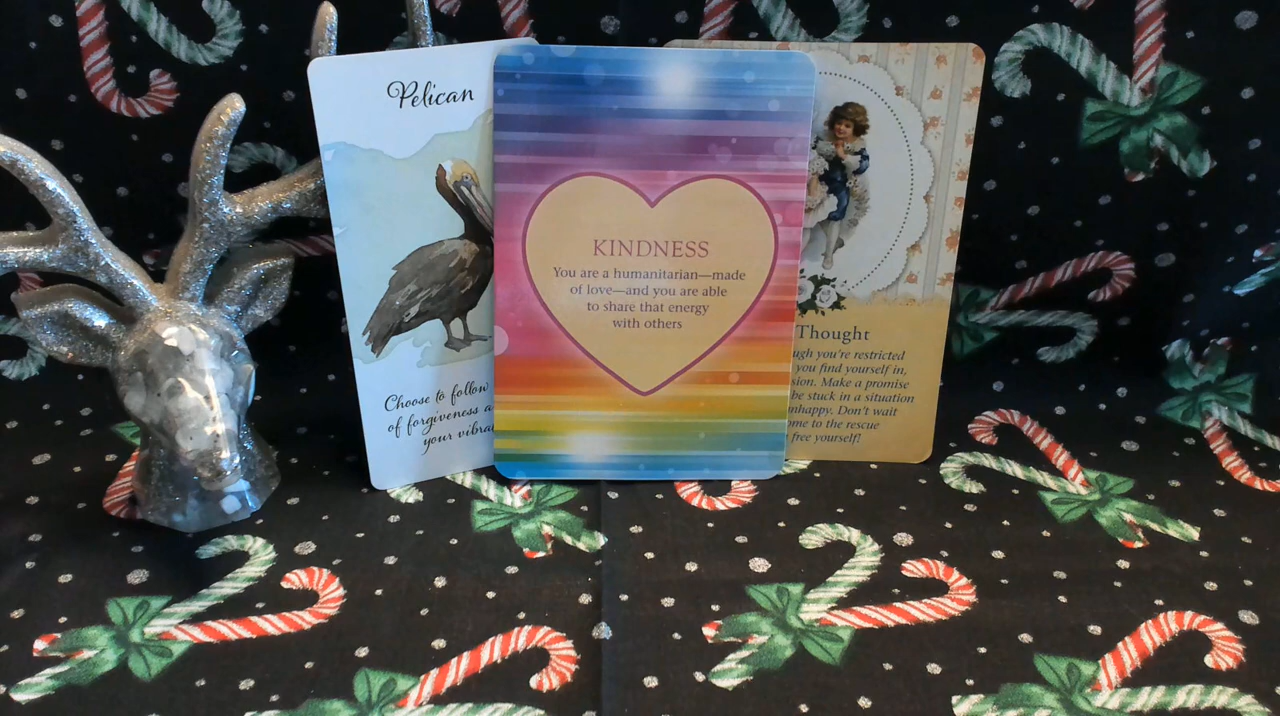 Pelican
Choose to follow
of forgiveness a
your vibra
KINDNESS
You are a humanitarian—made
of love—and you are able
to share that energy
with others
Thought
ugh you're restricted
you find yourself in,
sion. Make a promise
be stuck in a situation
nhappy. Don't wait
ome to the rescue
free yourself!